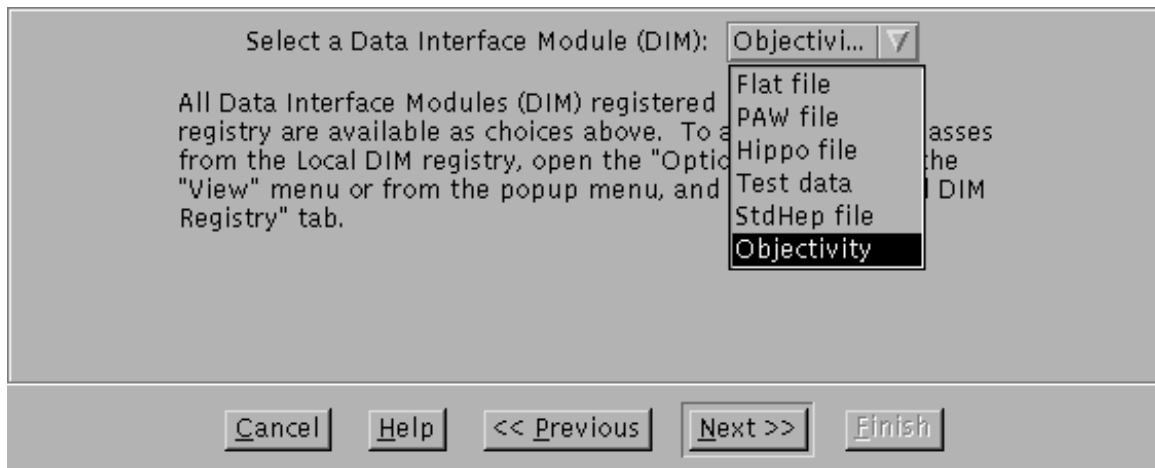 Select a Data Interface Module (DIM): Objectivi...
Flat file
PAW file
Hippo file
Test data
StdHep file
Objectivity
All Data Interface Modules (DIM) registered
registry are available as choices above. To a asses
from the Local DIM registry, open the "Optio the
"View" menu or from the popup menu, and DIM
Registry" tab.
Cancel Help << Previous Next >> Finish